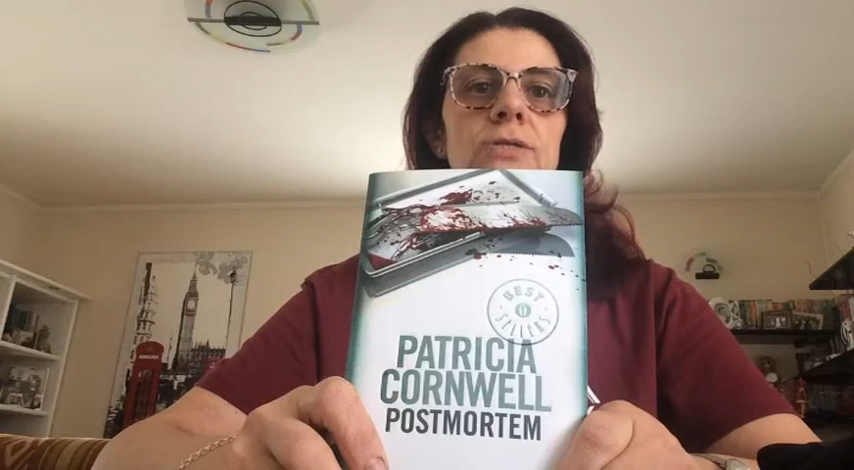 BEST
SELLERS
PATRICIA
CORNWELL
POSTMORTEM